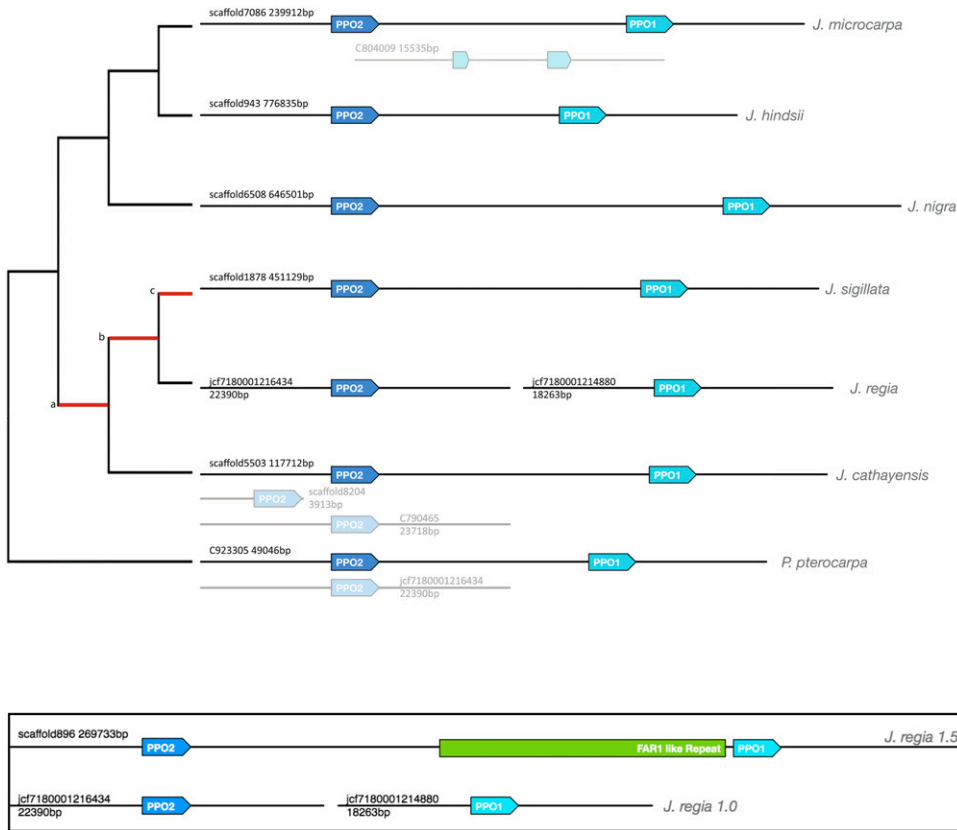 scaffold7086 239912bp
PPO2
PPO1
J. microcarpa
C804009 15535bp
scaffold943 776835bp
PPO2
PPO1
J. hindsii
scaffold6508 646501bp
PPO2
PPO1
J. nigra
scaffold1878 451129bp
c
PPO2
PPO1
J. sigillata
b
jcf7180001216434
22390bp
PPO2
jcf7180001214880
18263bp
PPO1
J. regia
a
scaffold5503 117712bp
PPO2
PPO1
J. cathayensis
PPO2
scaffold8204
3913bp
PPO2
C790465
23718bp
C923305 49046bp
PPO2
PPO1
P. pterocarpa
PPO2
jcf7180001216434
22390bp
scaffold896 269733bp
PPO2
FAR1 like Repeat
PPO1
J. regia 1.5
jcf7180001216434
22390bp
PPO2
jcf7180001214880
18263bp
PPO1
J. regia 1.0